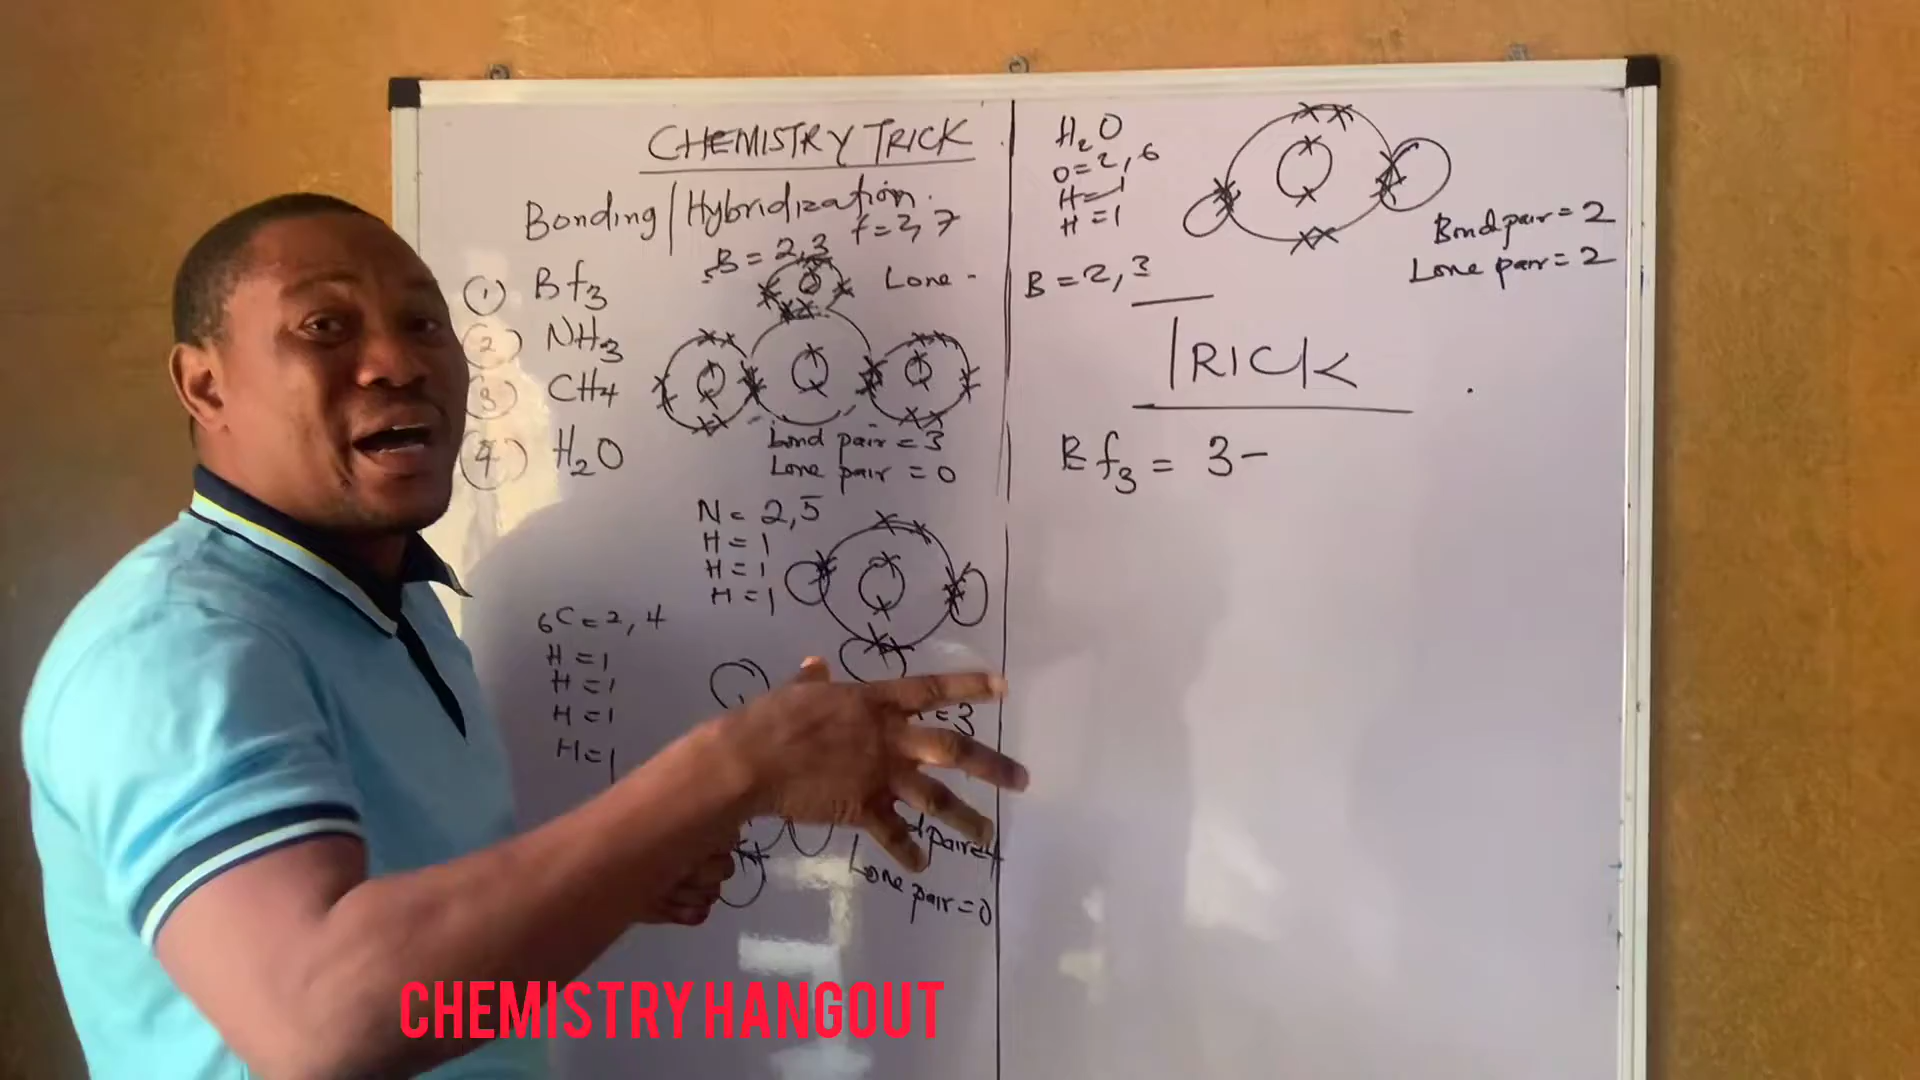 CHEMISTRY TRICK
Bonding/Hybridization.
f = 2, 7
B = 2, 3
Lone -
① Bf3
② NH3
③ CH4
④ H2O
bond pair = 3
Lone pair = 0
N = 2,5
H = 1
H = 1
H = 1
= 3
6C = 2, 4
H = 1
H = 1
H = 1
H = 1
Lone pair = 0
H2O
O = 2, 6
H = 1
H = 1
Bond pair = 2
Lone pair = 2
B = 2, 3
TRICK
Bf3 = 3 -
CHEMISTRY HANGOUT